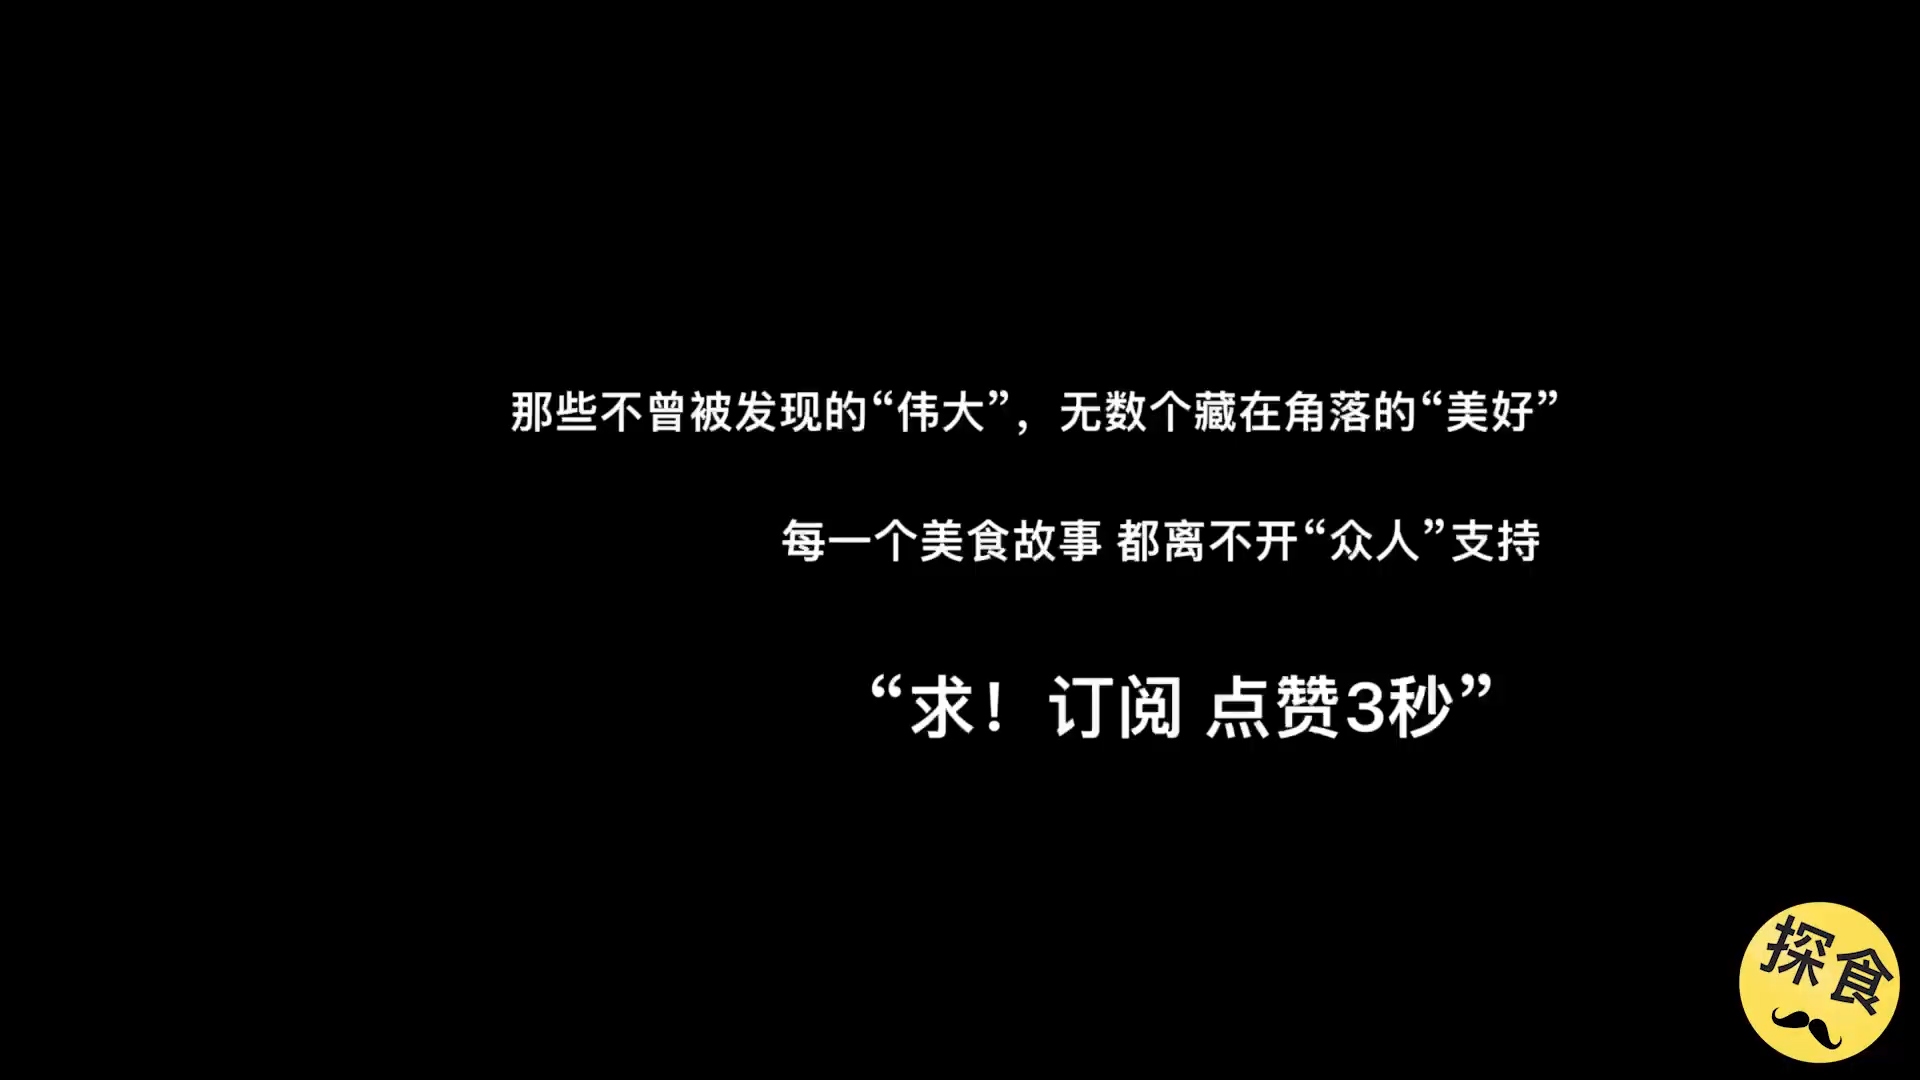 那些不曾被发现的“伟大”，无数个藏在角落的“美好”
每一个美食故事 都离不开“众人”支持
“求！订阅 点赞3秒”
探食